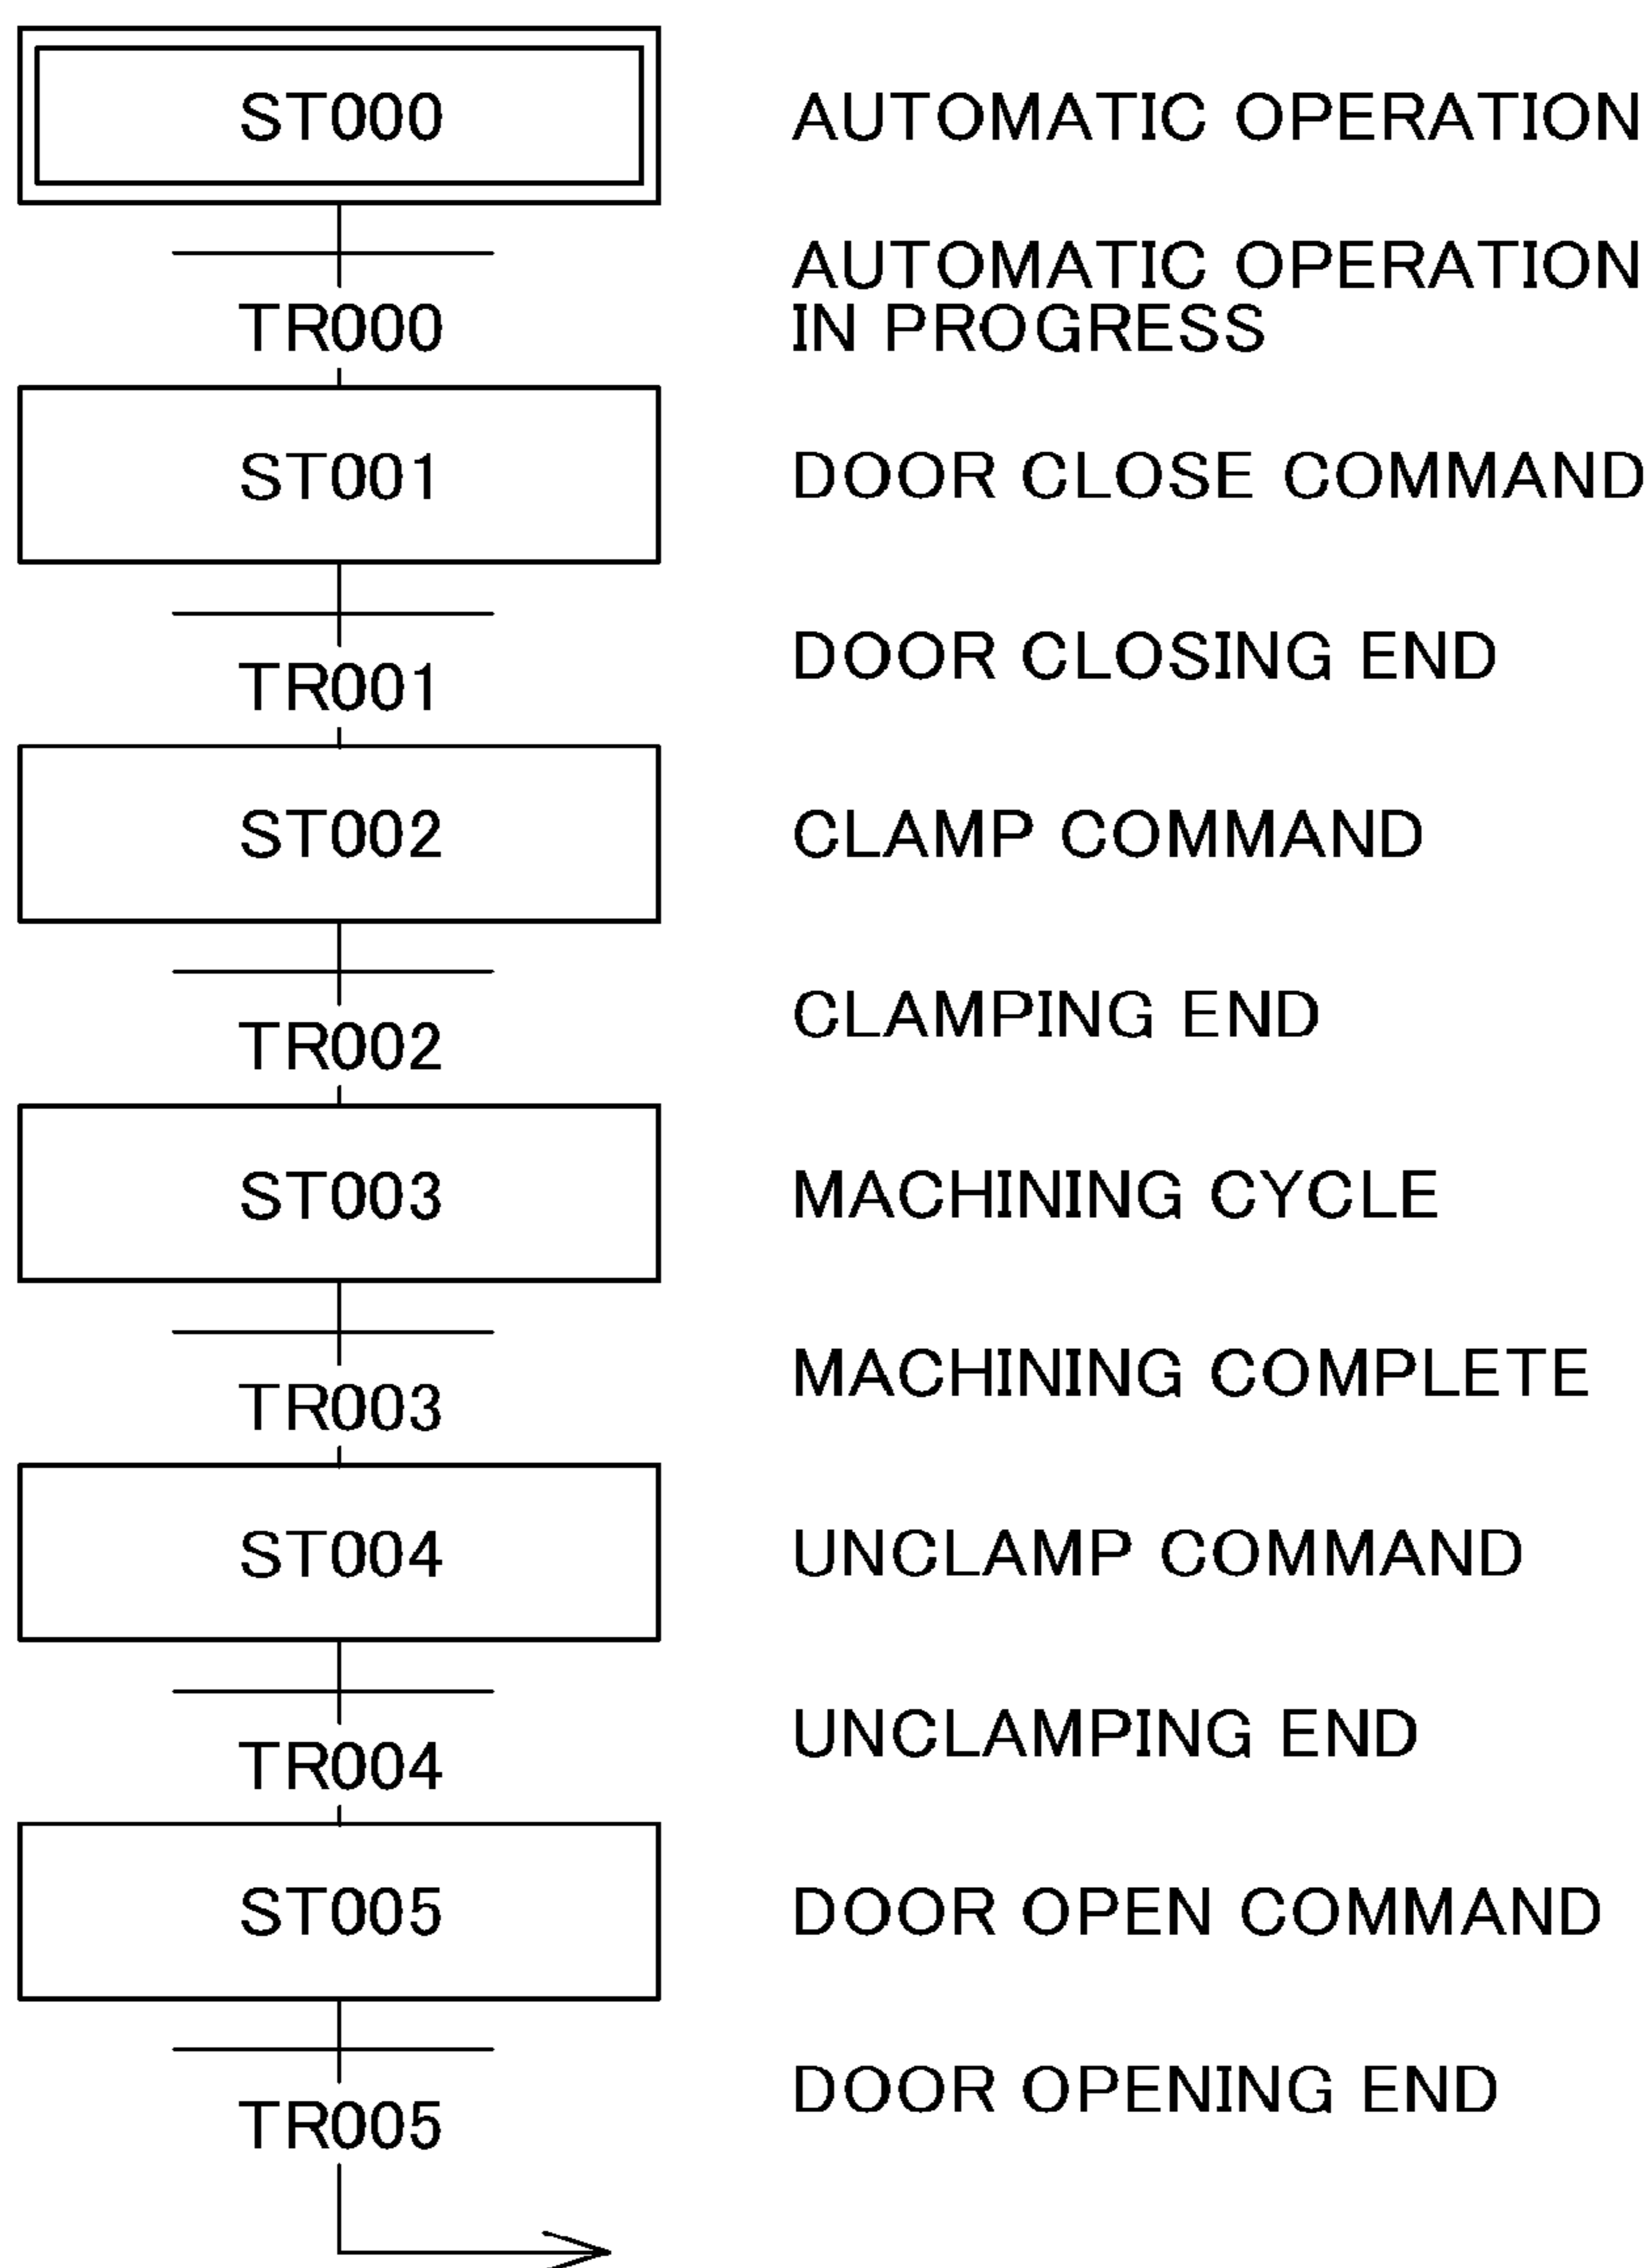 ST000 AUTOMATIC OPERATION
AUTOMATIC OPERATION
TR000 IN PROGRESS
ST001 DOOR CLOSE COMMAND
DOOR CLOSING END
TR001
ST002 CLAMP COMMAND
CLAMPING END
TR002
ST003 MACHINING CYCLE
MACHINING COMPLETE
TR003
ST004 UNCLAMP COMMAND
UNCLAMPING END
TR004
ST005 DOOR OPEN COMMAND
DOOR OPENING END
TR005